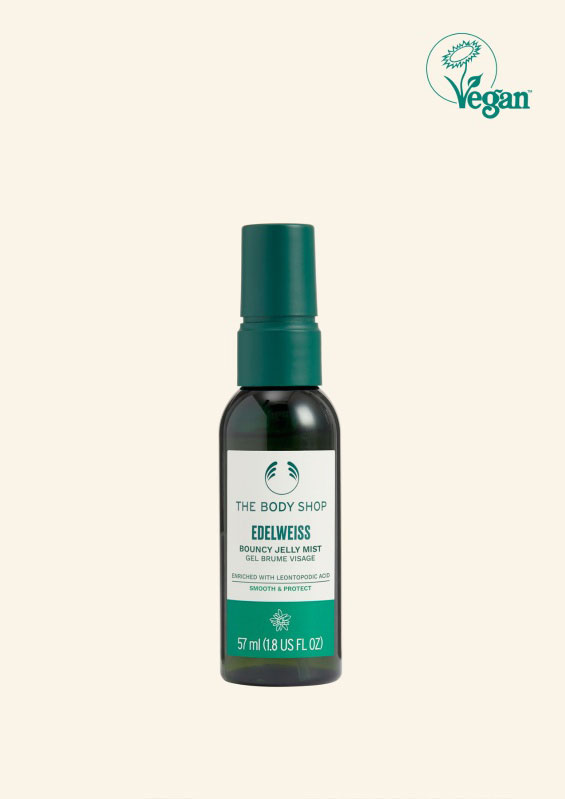 Vegan™
THE BODY SHOP
EDELWEISS
BOUNCY JELLY MIST
GEL BRUME VISAGE
ENRICHED WITH LEONTOPODIC ACID
SMOOTH & PROTECT
57 ml (1.8 US FL OZ)